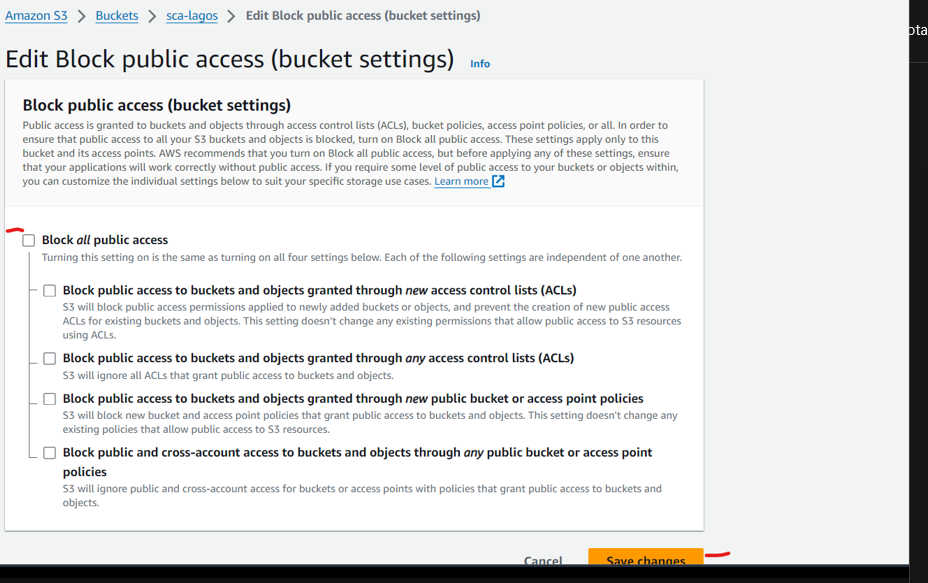 Amazon S3 > Buckets > sca-lagos > Edit Block public access (bucket settings)
Edit Block public access (bucket settings) Info
Block public access (bucket settings)
Public access is granted to buckets and objects through access control lists (ACLs), bucket policies, access point policies, or all. In order to
ensure that public access to all your S3 buckets and objects is blocked, turn on Block all public access. These settings apply only to this
bucket and its access points. AWS recommends that you turn on Block all public access, but before applying any of these settings, ensure
that your applications will work correctly without public access. If you require some level of public access to your buckets or objects within,
you can customize the individual settings below to suit your specific storage use cases. Learn more
Block all public access
Turning this setting on is the same as turning on all four settings below. Each of the following settings are independent of one another.
Block public access to buckets and objects granted through new access control lists (ACLs)
S3 will block public access permissions applied to newly added buckets or objects, and prevent the creation of new public access
ACLs for existing buckets and objects. This setting doesn't change any existing permissions that allow public access to S3 resources
using ACLs.
Block public access to buckets and objects granted through any access control lists (ACLs)
S3 will ignore all ACLs that grant public access to buckets and objects.
Block public access to buckets and objects granted through new public bucket or access point policies
S3 will block new bucket and access point policies that grant public access to buckets and objects. This setting doesn't change any
existing policies that allow public access to S3 resources.
Block public and cross-account access to buckets and objects through any public bucket or access point
policies
S3 will ignore public and cross-account access for buckets or access points with policies that grant public access to buckets and
objects.
Cancel Save changes